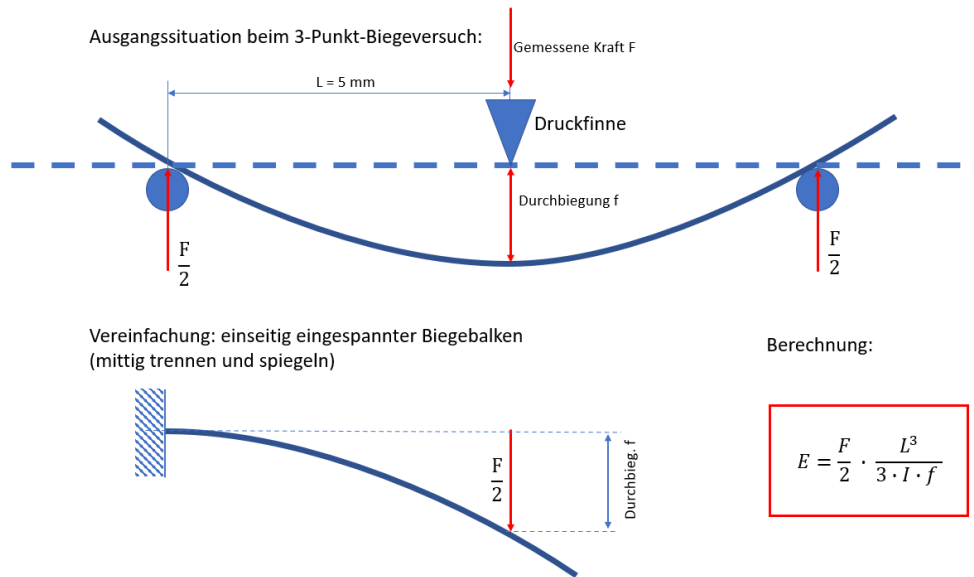 Ausgangssituation beim 3-Punkt-Biegeversuch:
Gemessene Kraft F
L = 5 mm
Druckfinne
Durchbiegung f
F/2
F/2
Vereinfachung: einseitig eingespannter Biegebalken
(mittig trennen und spiegeln)
Berechnung:
F/2
Durchbieg. f
E = F/2 · L³/(3 · I · f)